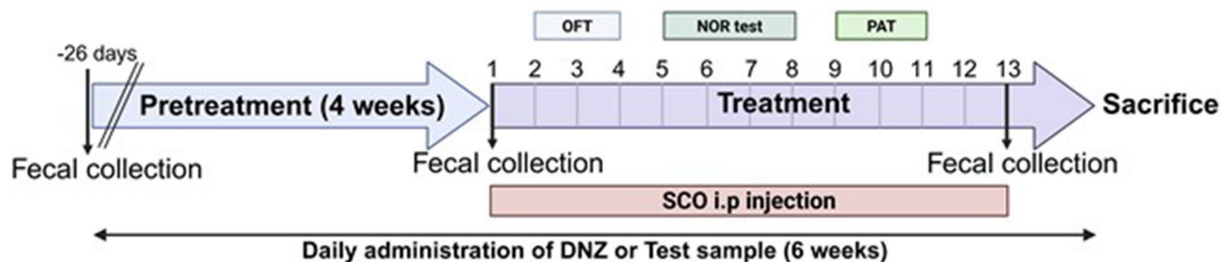 OFT NOR test PAT
-26 days
1 2 3 4 5 6 7 8 9 10 11 12 13
Pretreatment (4 weeks) Treatment Sacrifice
Fecal collection Fecal collection Fecal collection
SCO i.p injection
Daily administration of DNZ or Test sample (6 weeks)